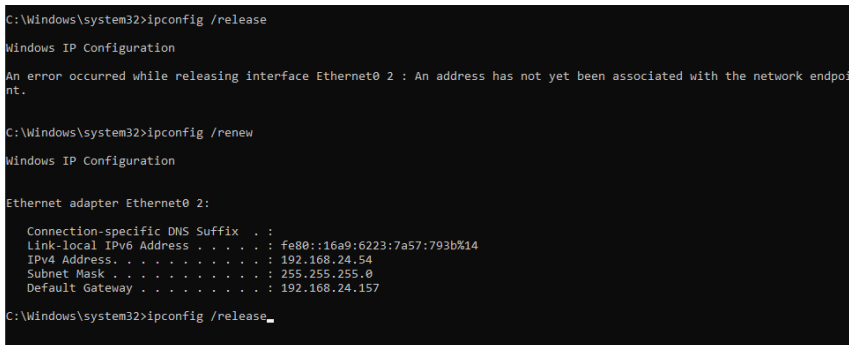 C:\Windows\system32>ipconfig /release
Windows IP Configuration
An error occurred while releasing interface Ethernet0 2 : An address has not yet been associated with the network endpoi
nt.
C:\Windows\system32>ipconfig /renew
Windows IP Configuration
Ethernet adapter Ethernet0 2:
   Connection-specific DNS Suffix  . :
   Link-local IPv6 Address . . . . . : fe80::16a9:6223:7a57:793b%14
   IPv4 Address. . . . . . . . . . . : 192.168.24.54
   Subnet Mask . . . . . . . . . . . : 255.255.255.0
   Default Gateway . . . . . . . . . : 192.168.24.157
C:\Windows\system32>ipconfig /release